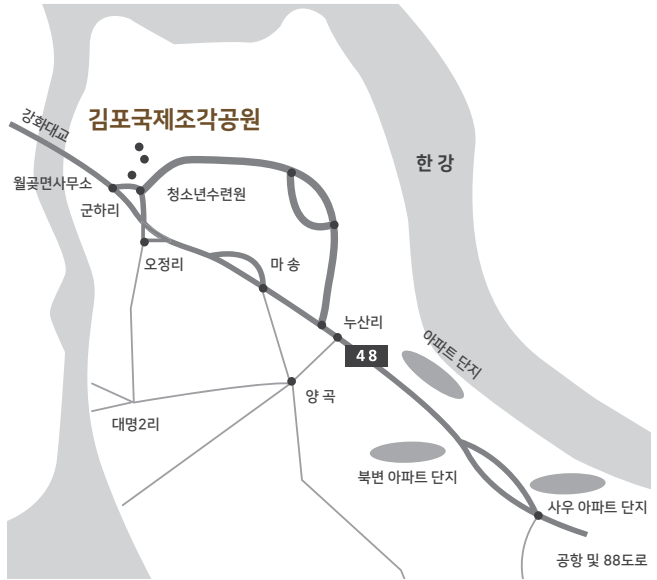 강화대교
김포국제조각공원
월곶면사무소
군하리
청소년수련원
한 강
오정리
마 송
누산리
48
아파트 단지
양 곡
대명2리
북변 아파트 단지
사우 아파트 단지
공항 및 88도로